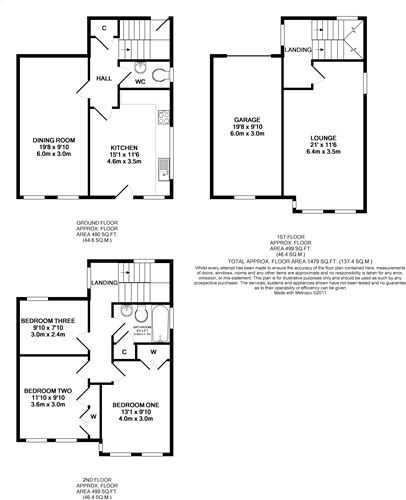 C
HALL
WC
DINING ROOM
19'8 x 9'10
6.0m x 3.0m
KITCHEN
15'1 x 11'6
4.6m x 3.5m
GROUND FLOOR
APPROX. FLOOR
AREA 480 SQ.FT.
(44.6 SQ.M.)
LANDING
GARAGE
19'8 x 9'10
6.0m x 3.0m
LOUNGE
21' x 11'6
6.4m x 3.5m
1ST FLOOR
APPROX. FLOOR
AREA 499 SQ.FT.
(46.4 SQ.M.)
TOTAL APPROX. FLOOR AREA 1479 SQ.FT. (137.4 SQ.M.)
Whilst every attempt has been made to ensure the accuracy of the floor plan contained here, measurements
of doors, windows, rooms and any other items are approximate and no responsibility is taken for any error,
omission, or mis-statement. This plan is for illustrative purposes only and should be used as such by any
prospective purchaser. The services, systems and appliances shown have not been tested and no guarantee
as to their operability or efficiency can be given
Made with Metropix ©2011
LANDING
BEDROOM THREE
9'10 x 7'10
3.0m x 2.4m
BATHROOM
C
W
BEDROOM TWO
11'10 x 9'10
3.6m x 3.0m
W
BEDROOM ONE
13'1 x 9'10
4.0m x 3.0m
2ND FLOOR
APPROX. FLOOR
AREA 499 SQ.FT.
(46.4 SQ.M.)